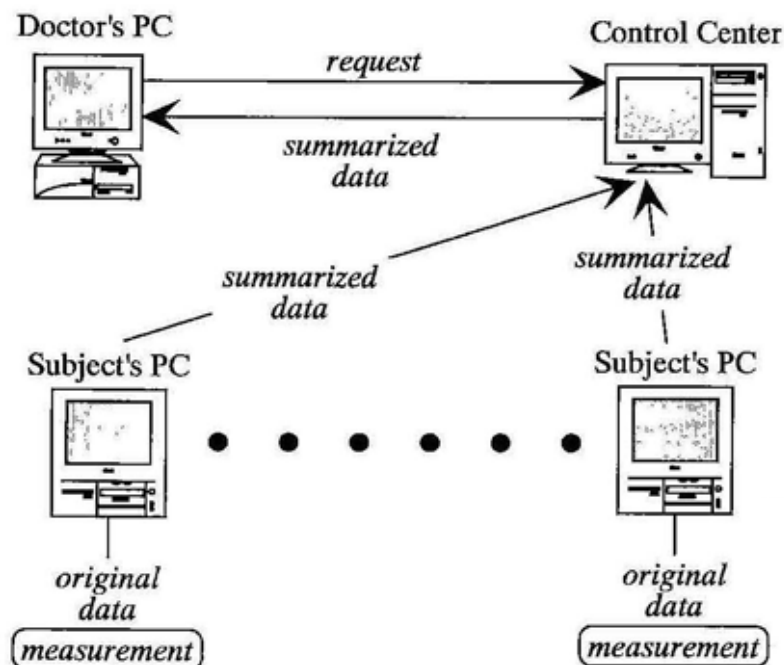 Doctor's PC
Control Center
request
summarized
data
summarized
data
summarized
data
Subject's PC
Subject's PC
original
data
measurement
original
data
measurement